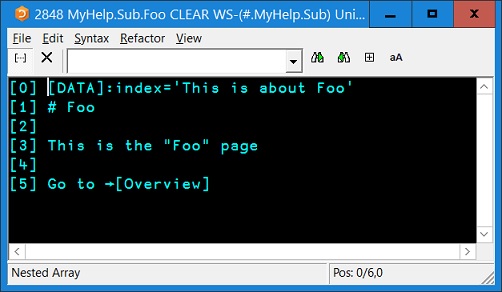 2848 MyHelp.Sub.Foo CLEAR WS-(#.MyHelp.Sub) Uni...
File Edit Syntax Refactor View
[··] aA
[0] [DATA]:index='This is about Foo'
[1] # Foo
[2]
[3] This is the "Foo" page
[4]
[5] Go to →[Overview]
Nested Array Pos: 0/6,0